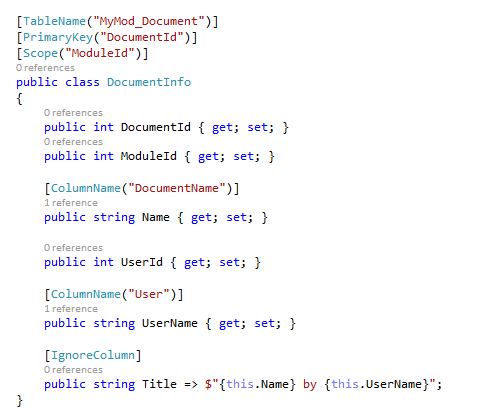 [TableName("MyMod_Document")]
[PrimaryKey("DocumentId")]
[Scope("ModuleId")]
0 references
public class DocumentInfo
{
0 references
public int DocumentId { get; set; }
0 references
public int ModuleId { get; set; }
[ColumnName("DocumentName")]
1 reference
public string Name { get; set; }
0 references
public int UserId { get; set; }
[ColumnName("User")]
1 reference
public string UserName { get; set; }
[IgnoreColumn]
0 references
public string Title => $"{this.Name} by {this.UserName}";
}